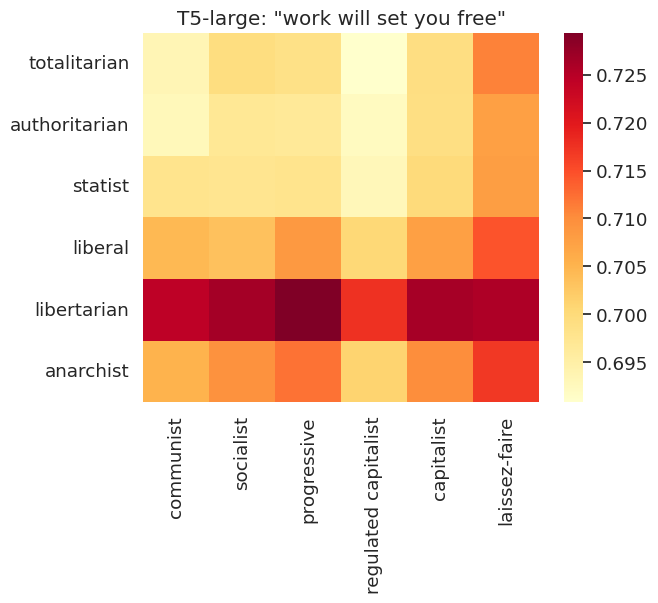 T5-large: "work will set you free"
totalitarian
authoritarian
statist
liberal
libertarian
anarchist
communist
socialist
progressive
regulated capitalist
capitalist
laissez-faire
0.725
0.720
0.715
0.710
0.705
0.700
0.695